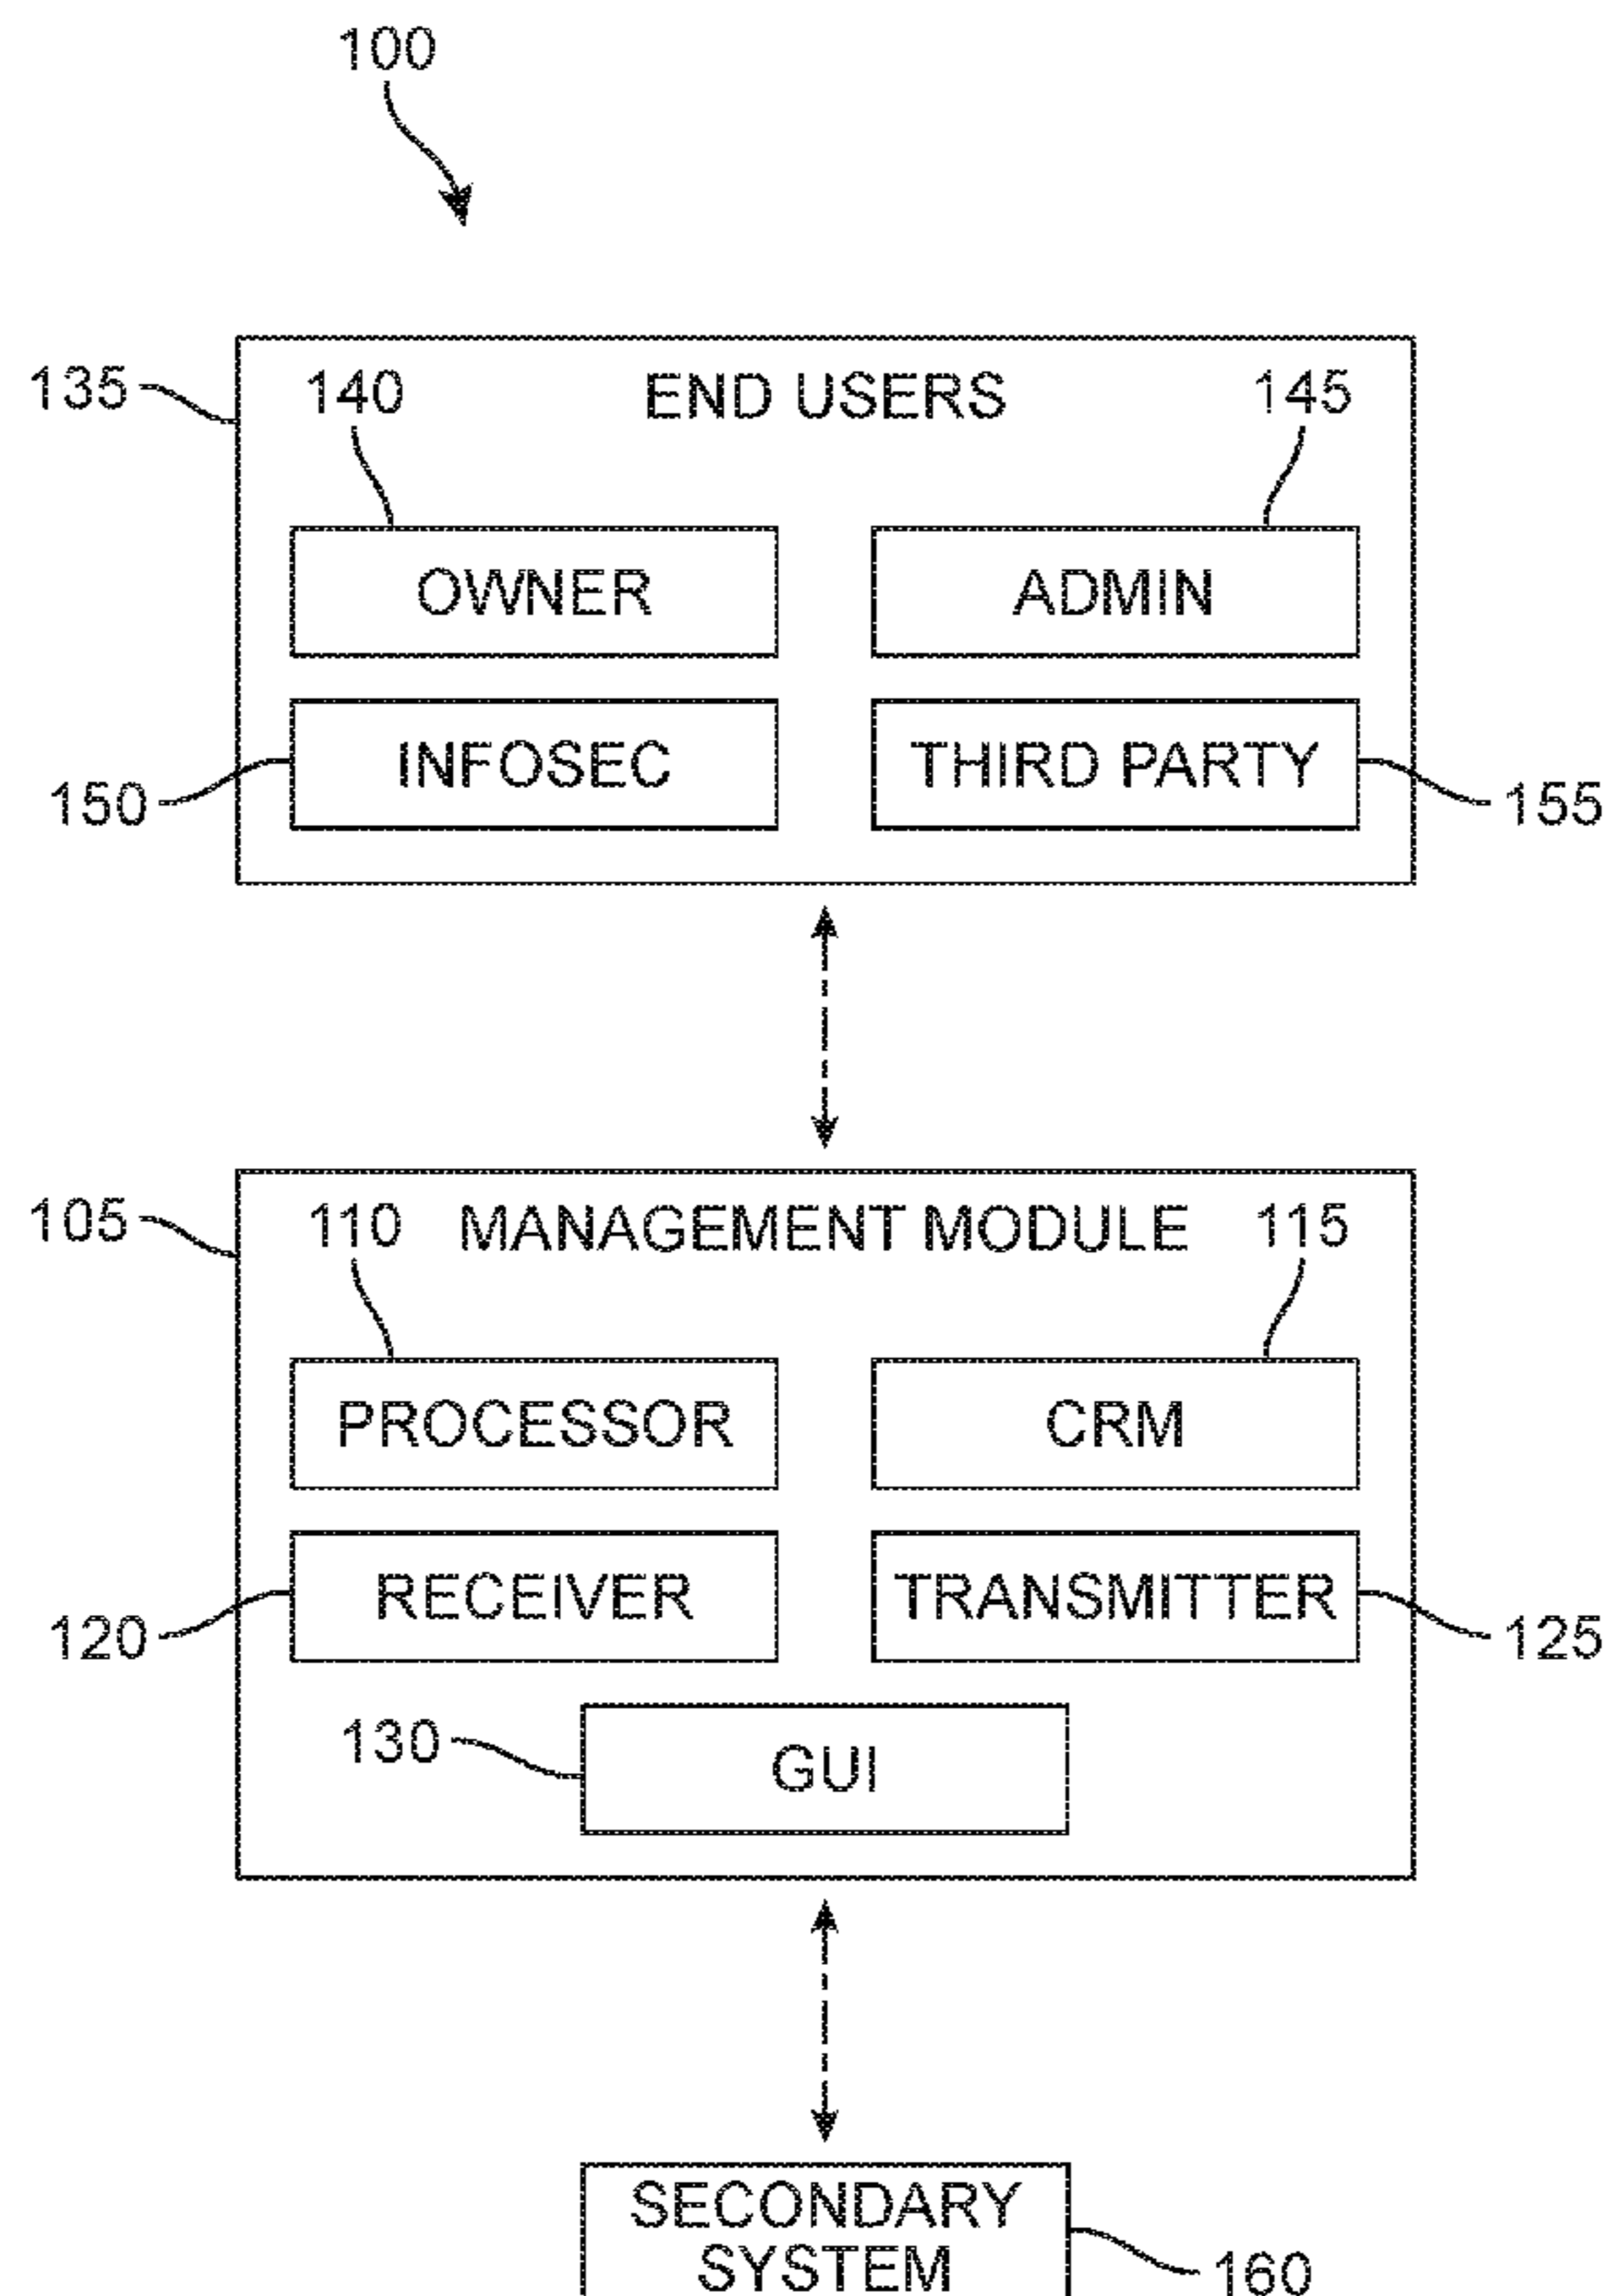 100
135
140 END USERS 145
OWNER ADMIN
INFOSEC THIRD PARTY
150 155
105
110 MANAGEMENT MODULE 115
PROCESSOR CRM
RECEIVER TRANSMITTER
120 125
130 GUI
SECONDARY
SYSTEM
160